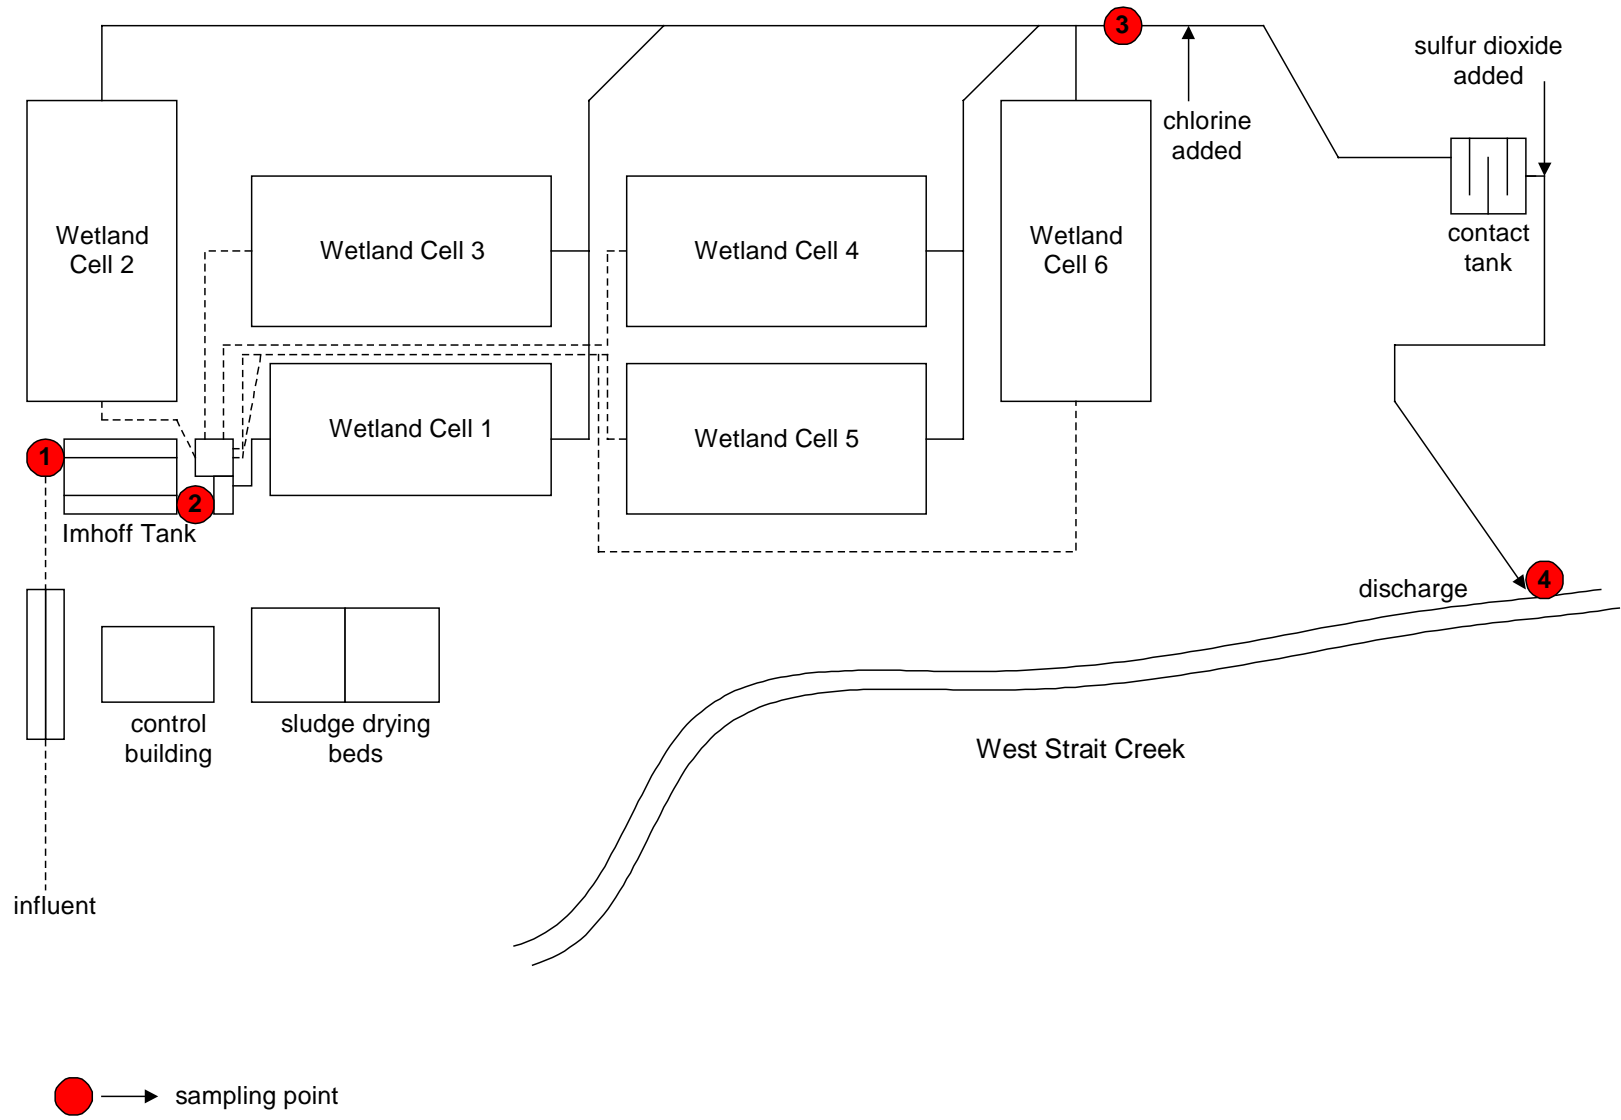 3
sulfur dioxide
added
chlorine
added
Wetland
Cell 2
Wetland Cell 3
Wetland Cell 4
Wetland
Cell 6
contact
tank
Wetland Cell 1
Wetland Cell 5
1
2
Imhoff Tank
4
discharge
control
building
sludge drying
beds
West Strait Creek
influent
sampling point